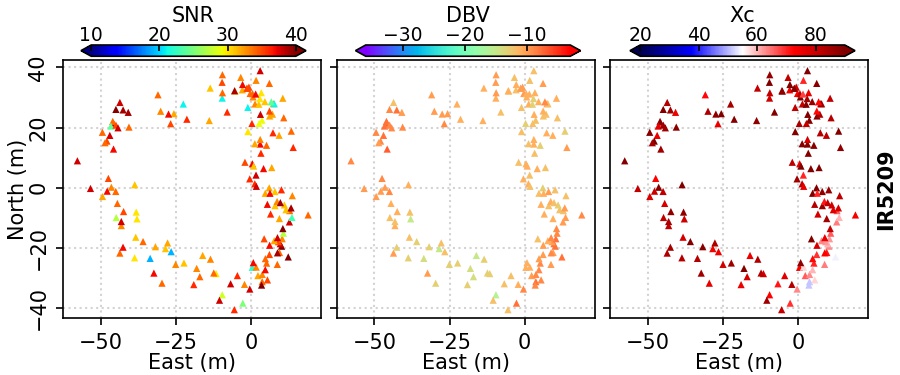 SNR DBV Xc
10 20 30 40 −30 −20 −10 20 40 60 80
40
20
0
−20
−40
North (m)
IR5209
−50 −25 0 −50 −25 0 −50 −25 0
East (m) East (m) East (m)